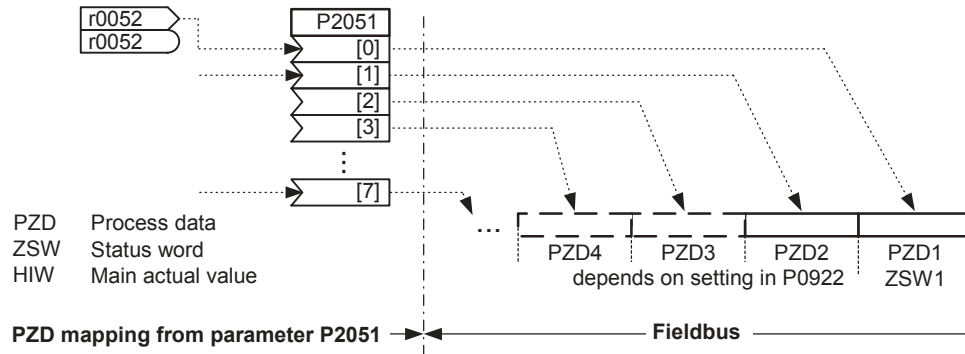 r0052
r0052
P2051
[0]
[1]
[2]
[3]
⋮
[7]
PZD Process data
ZSW Status word
HIW Main actual value
...
PZD4 PZD3 PZD2 PZD1
depends on setting in P0922 ZSW1
PZD mapping from parameter P2051
Fieldbus